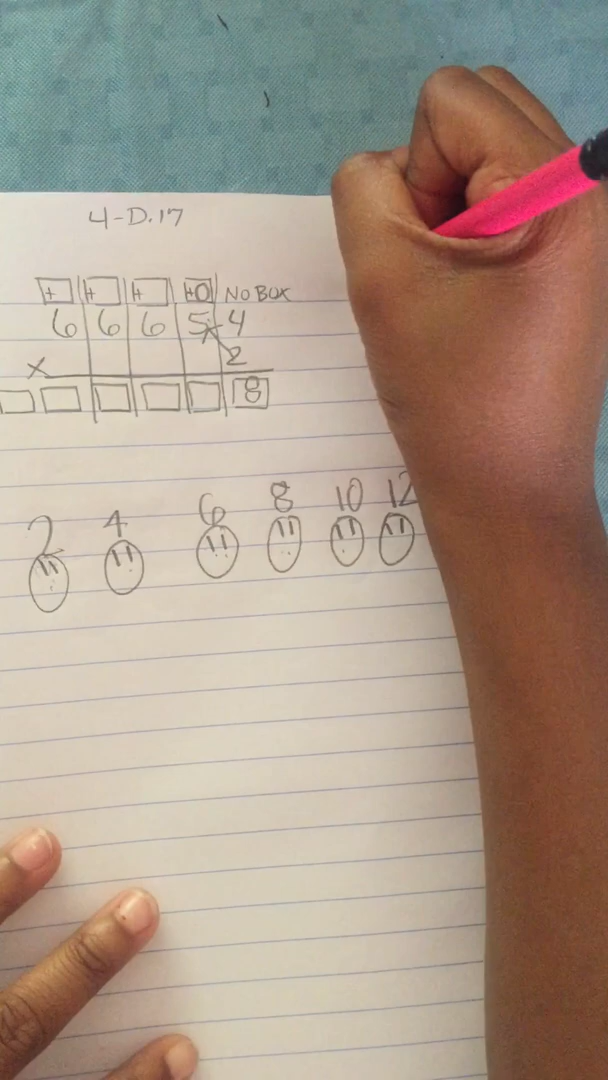 4-D.17
+ + + +0 NO BOX
6 6 6 5 4
x 2
8
2 4 6 8 10 12